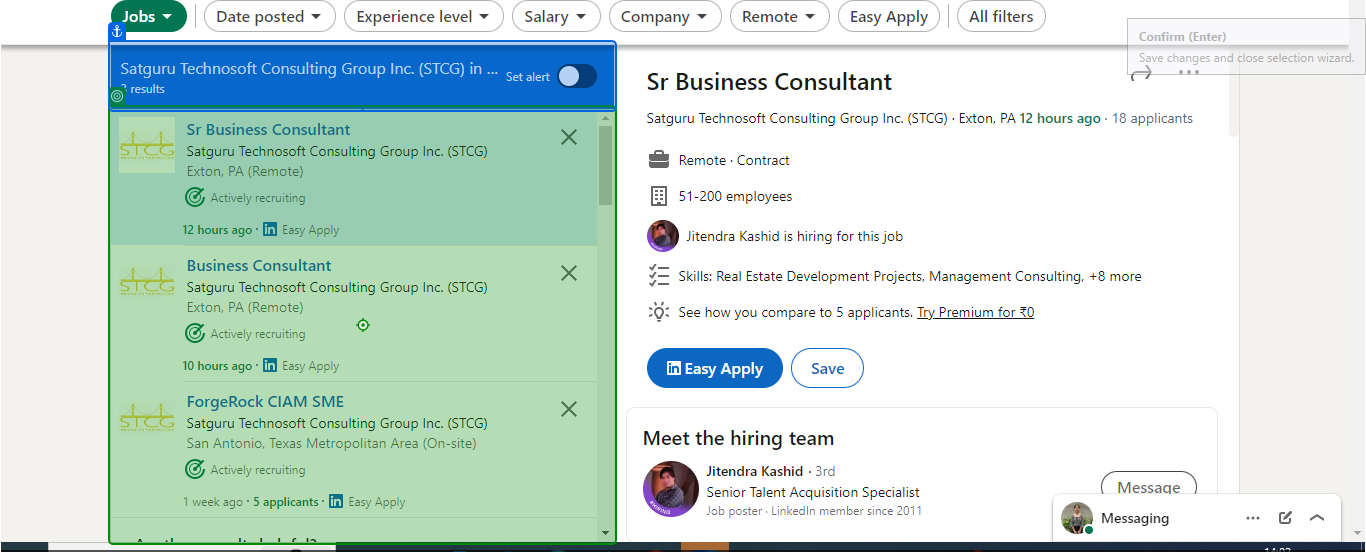 Jobs
Date posted
Experience level
Salary
Company
Remote
Easy Apply
All filters
Confirm (Enter)
Save changes and close selection wizard.
Satguru Technosoft Consulting Group Inc. (STCG) in ...
Set alert
results
Sr Business Consultant
Satguru Technosoft Consulting Group Inc. (STCG)
Exton, PA (Remote)
Actively recruiting
12 hours ago · in Easy Apply
STCG
Business Consultant
Satguru Technosoft Consulting Group Inc. (STCG)
Exton, PA (Remote)
Actively recruiting
10 hours ago · in Easy Apply
STCG
ForgeRock CIAM SME
Satguru Technosoft Consulting Group Inc. (STCG)
San Antonio, Texas Metropolitan Area (On-site)
Actively recruiting
1 week ago · 5 applicants · in Easy Apply
STCG
Sr Business Consultant
Satguru Technosoft Consulting Group Inc. (STCG) · Exton, PA 12 hours ago · 18 applicants
Remote · Contract
51-200 employees
Jitendra Kashid is hiring for this job
Skills: Real Estate Development Projects, Management Consulting, +8 more
See how you compare to 5 applicants. Try Premium for ₹0
in Easy Apply
Save
Meet the hiring team
Jitendra Kashid · 3rd
Senior Talent Acquisition Specialist
Job poster · LinkedIn member since 2011
#HIRING
Message
Messaging